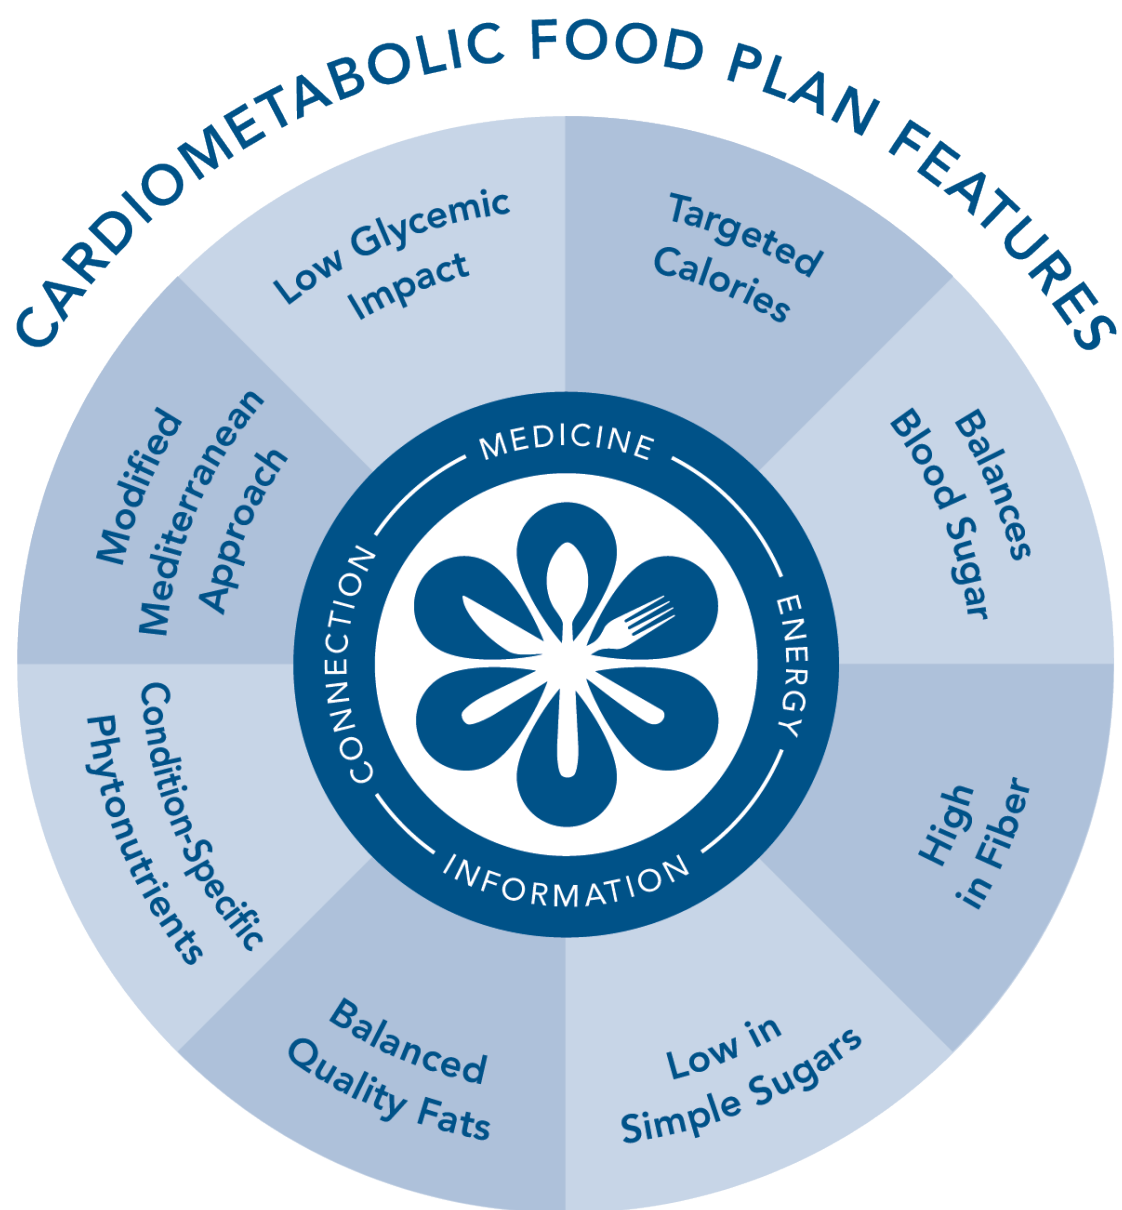 CARDIOMETABOLIC FOOD PLAN FEATURES
Targeted
Calories
Balances
Blood Sugar
High
in Fiber
Low in
Simple Sugars
Balanced
Quality Fats
Condition-Specific
Phytonutrients
Modified
Mediterranean
Approach
Low Glycemic
Impact
MEDICINE
ENERGY
INFORMATION
CONNECTION